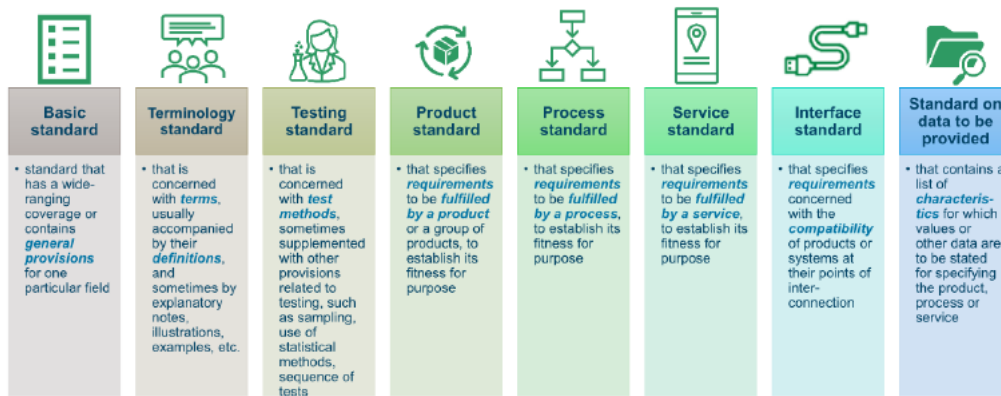 Basic
standard
• standard that
has a wide-
ranging
coverage or
contains
general
provisions
for one
particular field
Terminology
standard
• that is
concerned
with terms,
usually
accompanied
by their
definitions,
and
sometimes by
explanatory
notes,
illustrations,
examples, etc.
Testing
standard
• that is
concerned
with test
methods,
sometimes
supplemented
with other
provisions
related to
testing, such
as sampling,
use of
statistical
methods,
sequence of
tests
Product
standard
• that specifies
requirements
to be fulfilled
by a product
or a group of
products, to
establish its
fitness for
purpose
Process
standard
• that specifies
requirements
to be fulfilled
by a process,
to establish its
fitness for
purpose
Service
standard
• that specifies
requirements
to be fulfilled
by a service,
to establish its
fitness for
purpose
Interface
standard
• that specifies
requirements
concerned
with the
compatibility
of products or
systems at
their points of
inter-
connection
Standard on
data to be
provided
• that contains a
list of
characteris-
tics for which
values or
other data are
to be stated
for specifying
the product,
process or
service